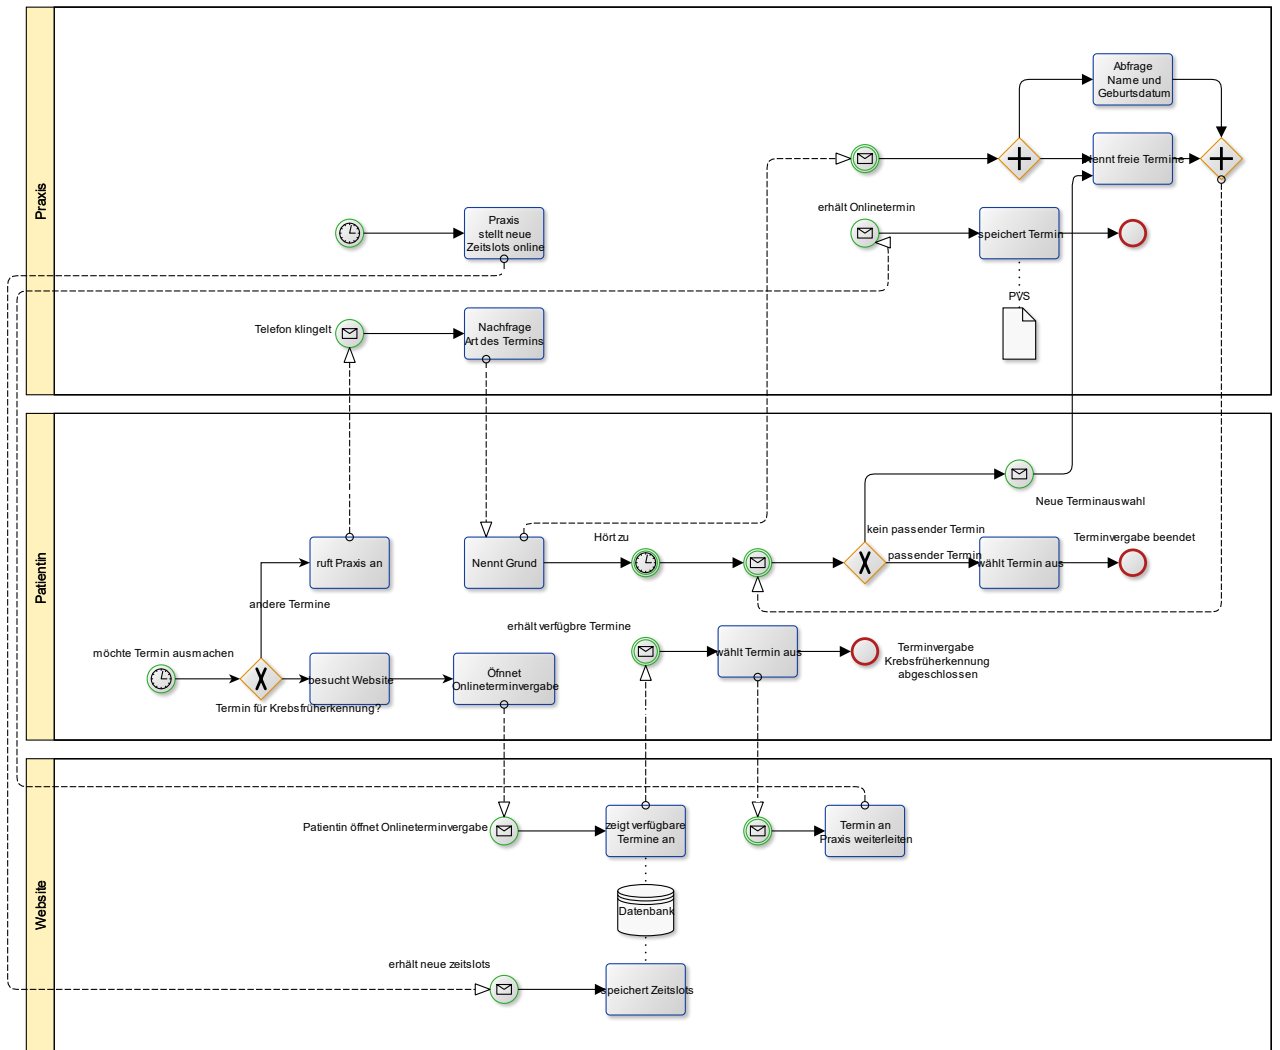 Praxis
Abfrage
Name und
Geburtsdatum
ennt freie Termine
erhält Onlinetermin
Praxis
stellt neue
Zeitslots online
speichert Termin
PVS
Telefon klingelt
Nachfrage
Art des Termins
Patientin
Neue Terminauswahl
kein passender Termin
Hört zu
Terminvergabe beendet
passender Termin
ruft Praxis an
Nennt Grund
wählt Termin aus
andere Termine
erhält verfügbre Termine
möchte Termin ausmachen
wählt Termin aus
Terminvergabe
Krebsfrüherkennung
abgeschlossen
besucht Website
Öffnet
Onlineterminvergabe
Termin für Krebsfrüherkennung?
Website
Patientin öffnet Onlineterminvergabe
zeigt verfügbare
Termine an
Termin an
Praxis weiterleiten
Datenbank
erhält neue zeitslots
speichert Zeitslots